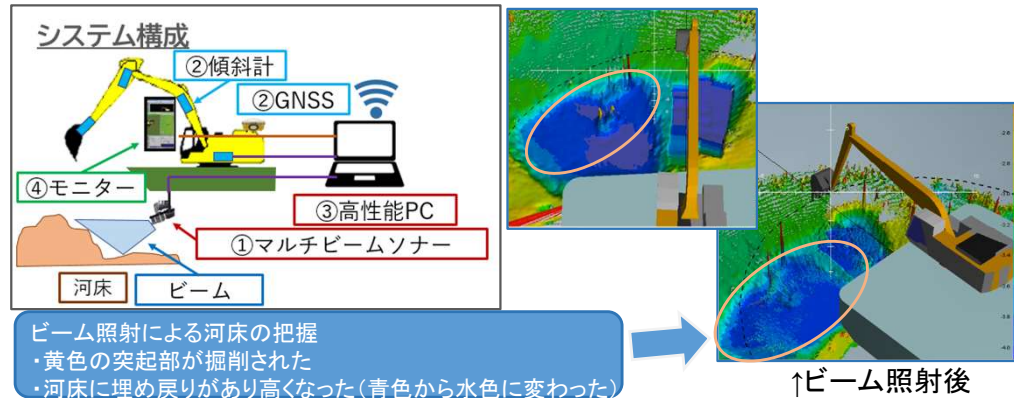 システム構成
②傾斜計
②GNSS
④モニター
③高性能PC
①マルチビームソナー
河床
ビーム
ビーム照射による河床の把握
・黄色の突起部が掘削された
・河床に埋め戻りがあり高くなった（青色から水色に変わった）
↑ビーム照射後